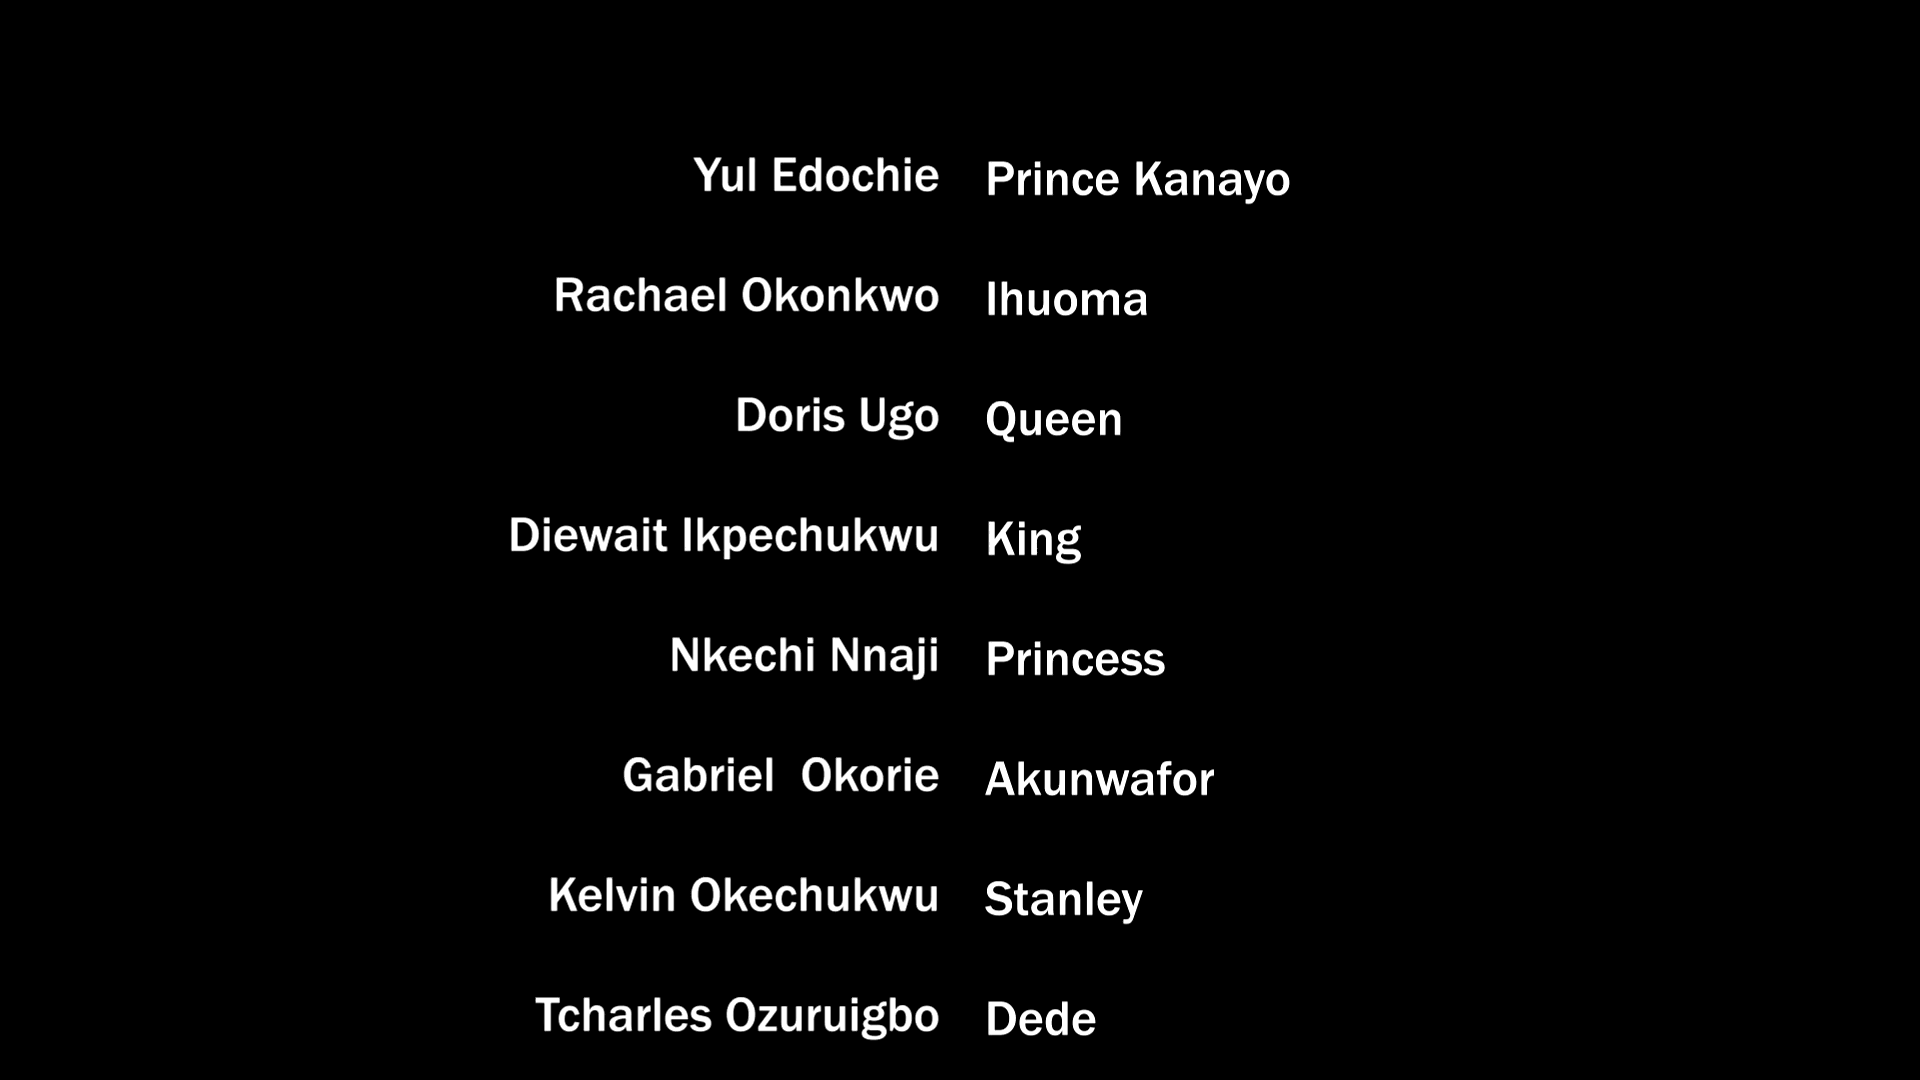 Yul Edochie Prince Kanayo
Rachael Okonkwo Ihuoma
Doris Ugo Queen
Diewait Ikpechukwu King
Nkechi Nnaji Princess
Gabriel  Okorie Akunwafor
Kelvin Okechukwu Stanley
Tcharles Ozuruigbo Dede